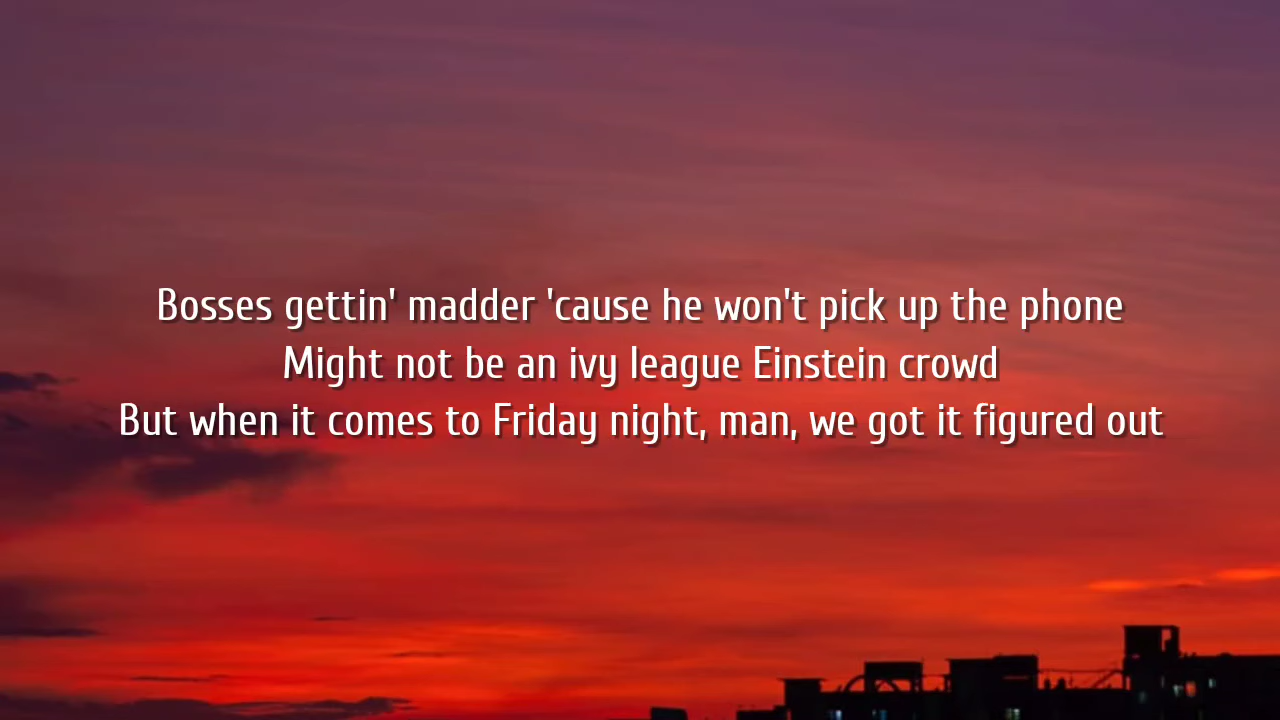 Bosses gettin' madder 'cause he won't pick up the phone
Might not be an ivy league Einstein crowd
But when it comes to Friday night, man, we got it figured out